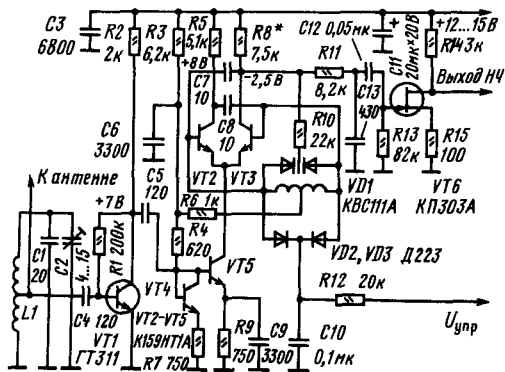 C3
6800
R2
2к
R3
6,2к
R5
5,1к
R8*
7,5к
C12 0,05мк
+12...15В
C11
20мк×20В
R14 3к
Выход НЧ
+8В
C7
10
−2,5В
R11
8,2к
C13
430
C8
10
R10
22к
C6
3300
VT2
VT3
R13
82к
R15
100
VD1
КВС111А
VT6
КП303А
К антенне
C5
120
R6 1к
+7В
R1 200к
R4
620
VT5
VD2, VD3 Д223
C1
20
C2
4...15
VT4
R12 20к
L1
C4 120
VT1
ГТ311
VT2-VT5
К159НТ1А
R7 750
R9
750
C9
3300
C10
0,1мк
Uупр